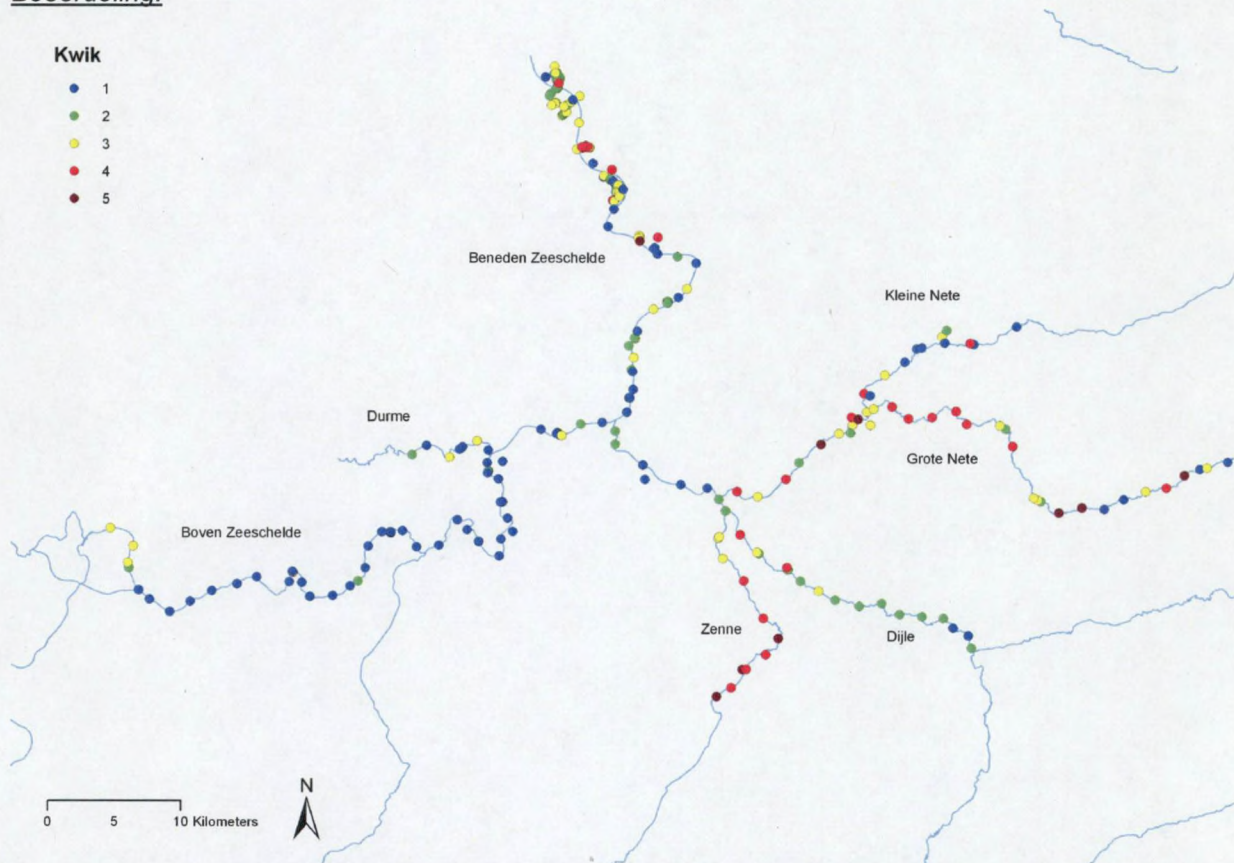 Beoordeling:
Kwik
1
2
3
4
5
Beneden Zeeschelde
Kleine Nete
Durme
Grote Nete
Boven Zeeschelde
Zenne
Dijle
N
0 5 10 Kilometers